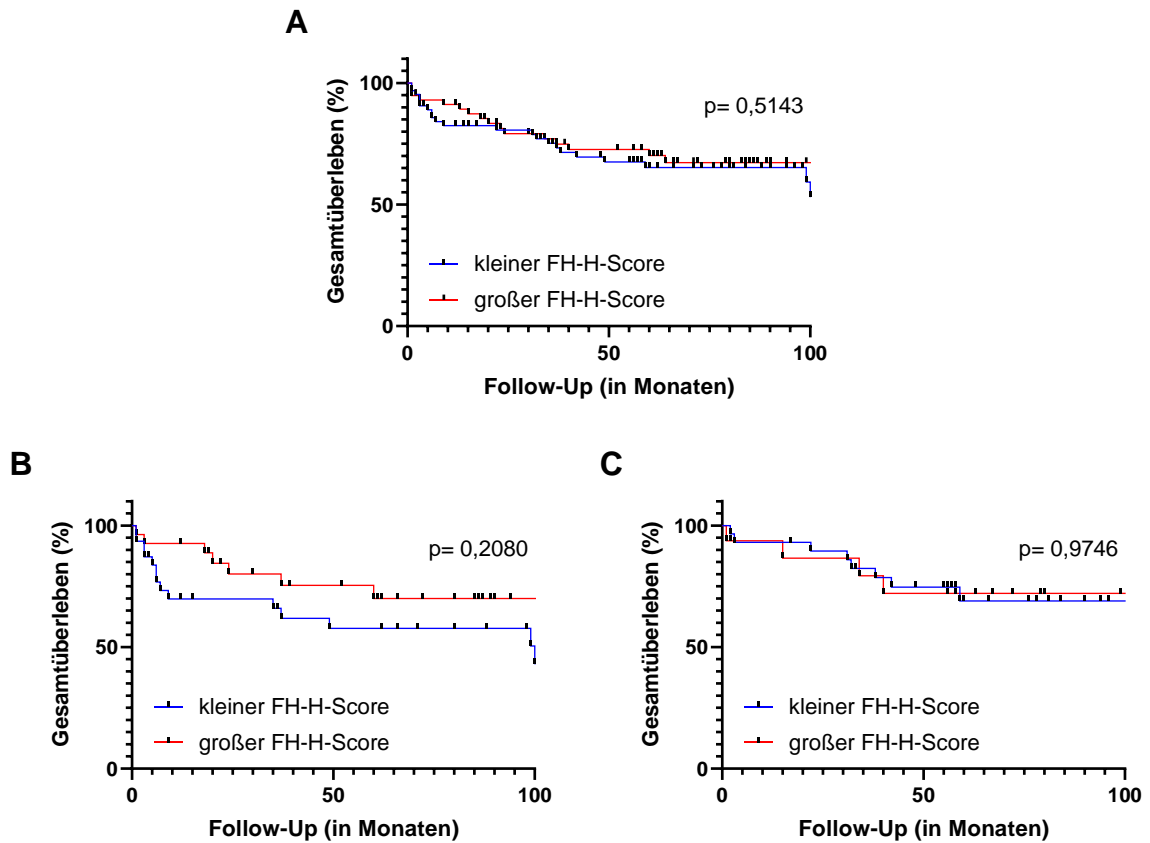 A
Gesamtüberleben (%)
100
50
0
p= 0,5143
kleiner FH-H-Score
großer FH-H-Score
0 50 100
Follow-Up (in Monaten)
B
Gesamtüberleben (%)
100
50
0
p= 0,2080
kleiner FH-H-Score
großer FH-H-Score
0 50 100
Follow-Up (in Monaten)
C
Gesamtüberleben (%)
100
50
0
p= 0,9746
kleiner FH-H-Score
großer FH-H-Score
0 50 100
Follow-Up (in Monaten)